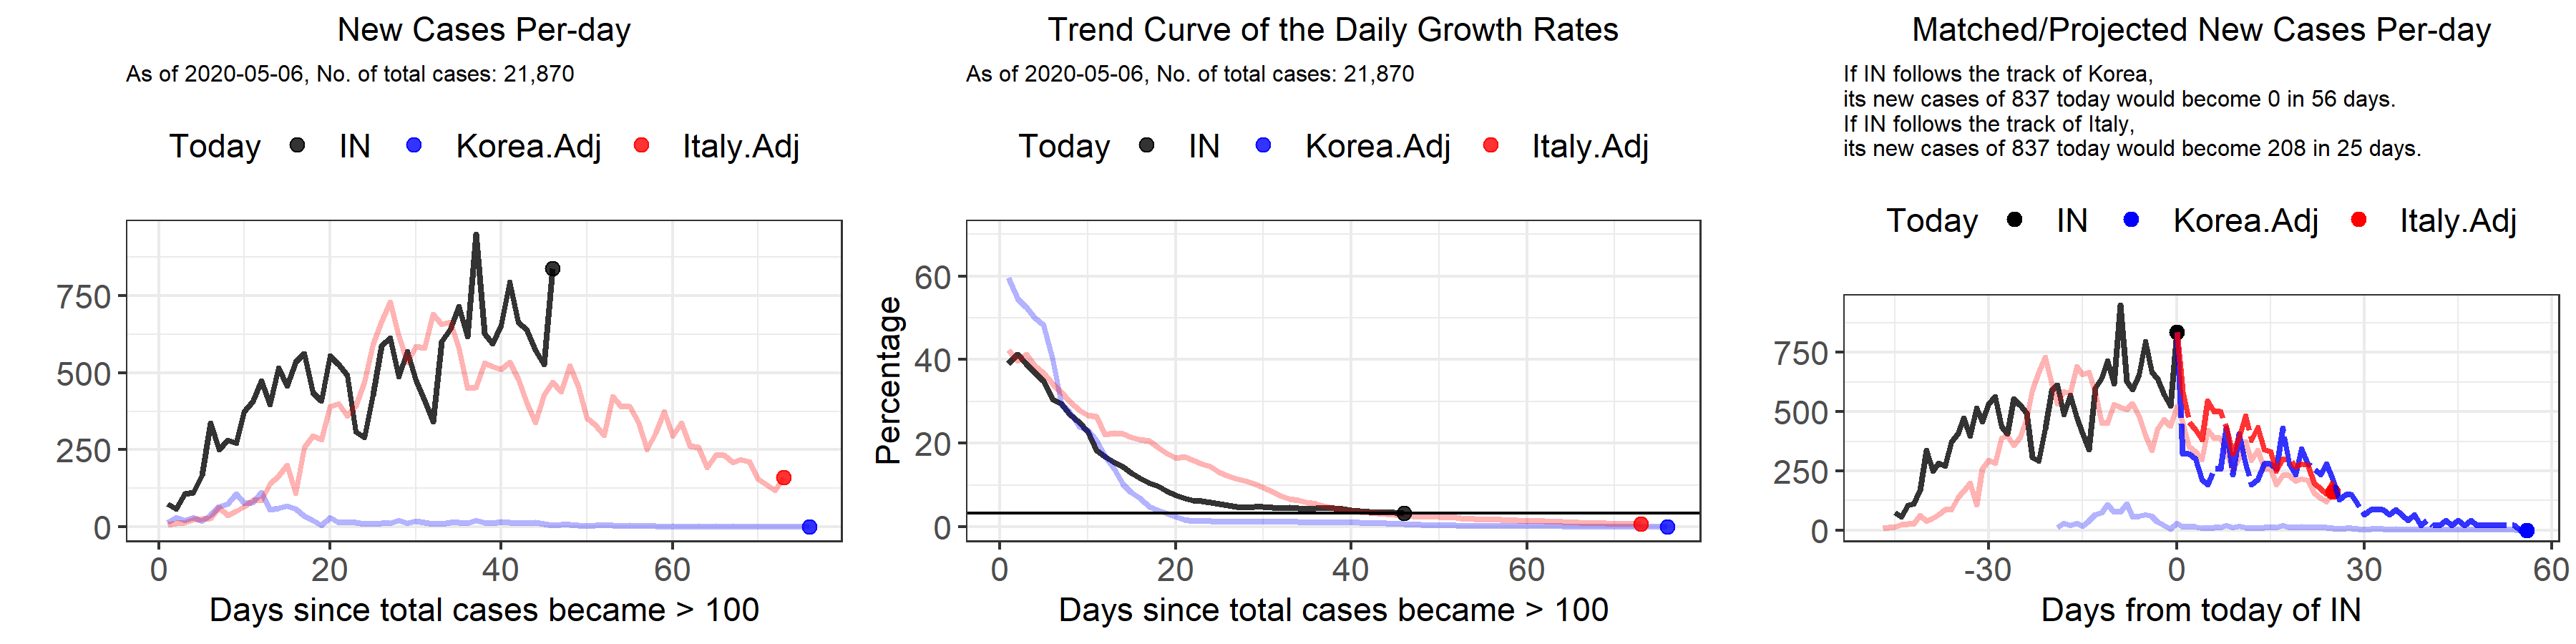 New Cases Per-day
As of 2020-05-06, No. of total cases: 21,870
Today IN Korea.Adj Italy.Adj
750
500
250
0
0 20 40 60
Days since total cases became > 100
Trend Curve of the Daily Growth Rates
As of 2020-05-06, No. of total cases: 21,870
Today IN Korea.Adj Italy.Adj
Percentage
60
40
20
0
0 20 40 60
Days since total cases became > 100
Matched/Projected New Cases Per-day
If IN follows the track of Korea,
its new cases of 837 today would become 0 in 56 days.
If IN follows the track of Italy,
its new cases of 837 today would become 208 in 25 days.
Today IN Korea.Adj Italy.Adj
750
500
250
0
-30 0 30 60
Days from today of IN